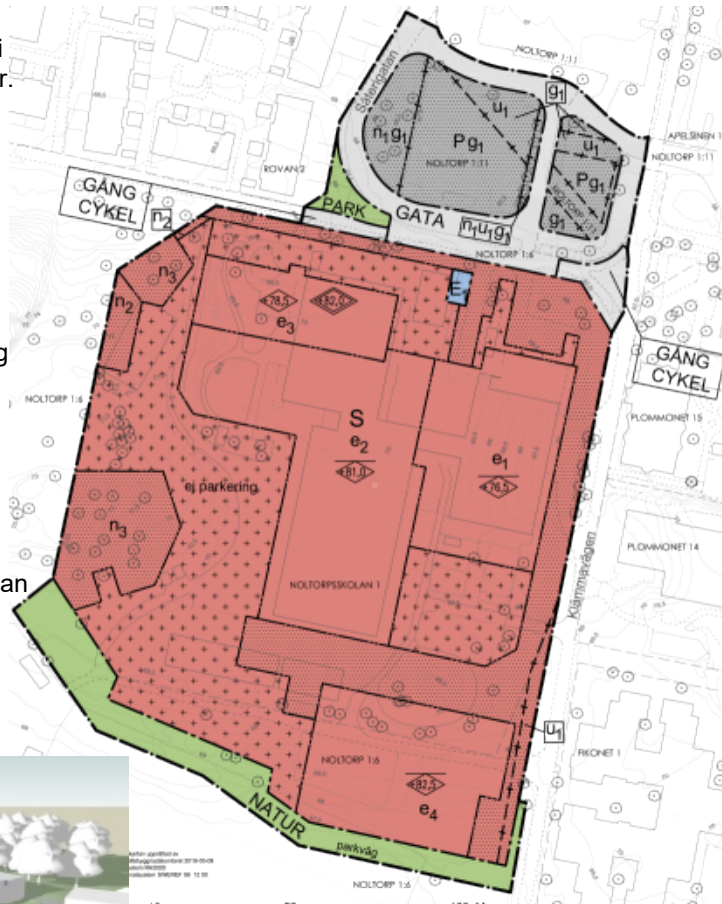 i
r.
g
an
NOLTORP 1:11
Säterigatan
g₁
u₁
n₁g₁
Pg₁
u₁
APELSINEN 1
NOLTORP 1:11
NOLTORP 1:11
Pg₁
ROVAN 2
g₁
GÅNG
CYKEL
n₂
PARK
GATA
n₁u₁g₁
NOLTORP 1:6
n₃
E
n₂
+78,5
+82,0
e₃
GÅNG
CYKEL
NOLTORP 1:6
S
e₂
+81,0
e₁
+76,5
PLOMMONET 15
ej parkering
n₃
PLOMMONET 14
NOLTORPSSKOLAN 1
Klämmavägen
u₁
FIKONET 1
NOLTORP 1:6
+82,5
e₄
NATUR
parkväg
NOLTORP 1:6